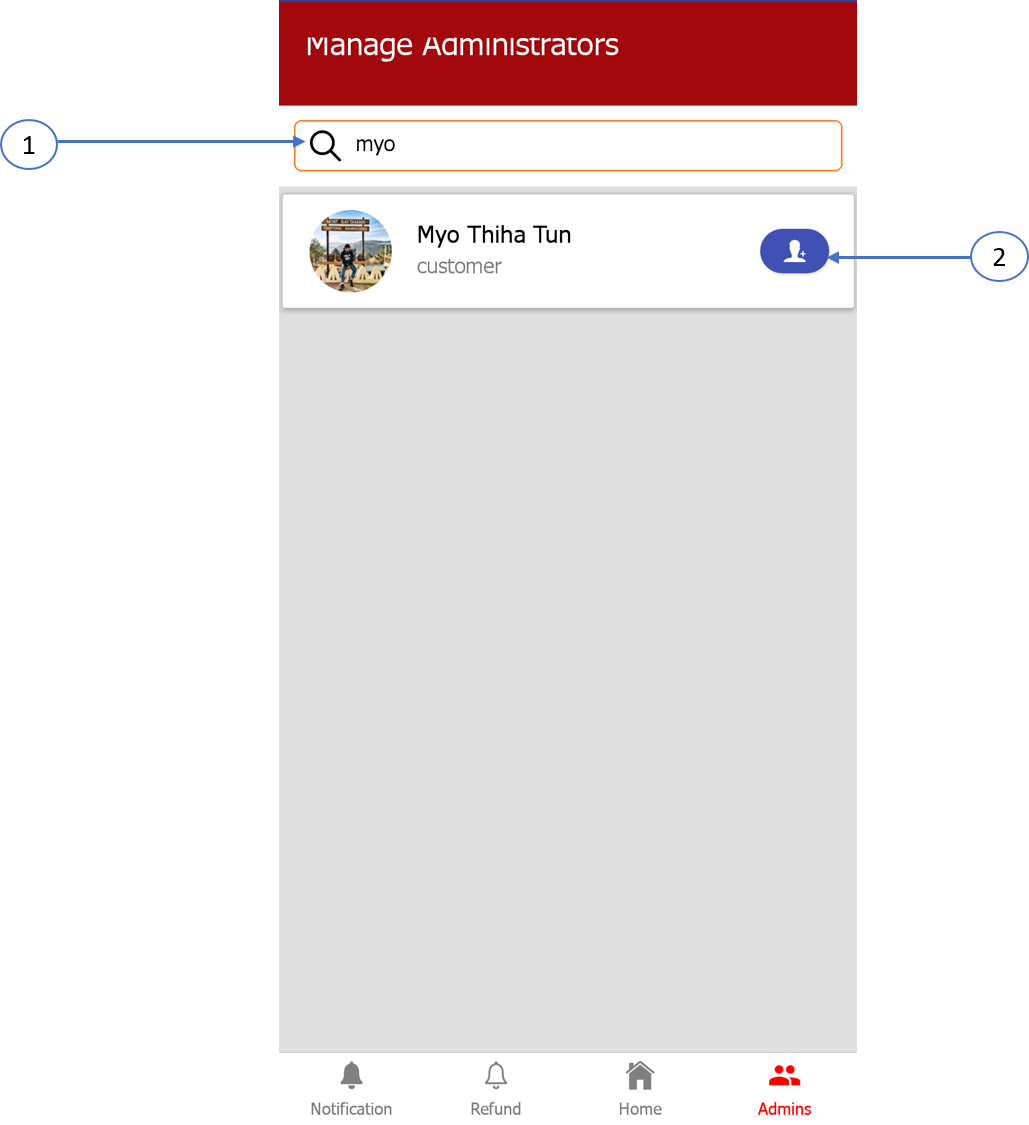 Manage Administrators
1
myo
Myo Thiha Tun
customer
2
Notification
Refund
Home
Admins